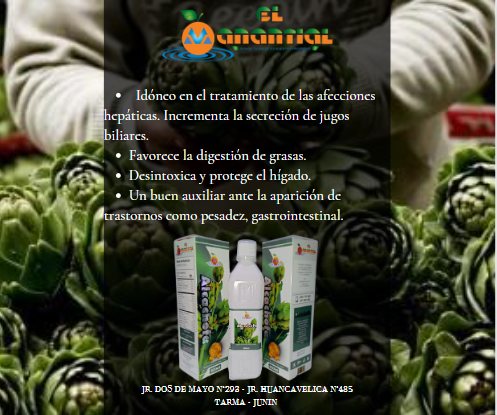 EL
MANANTIAL
• Idóneo en el tratamiento de las afecciones
hepáticas. Incrementa la secreción de jugos
biliares.
• Favorece la digestión de grasas.
• Desintoxica y protege el hígado.
• Un buen auxiliar ante la aparición de
trastornos como pesadez, gastrointestinal.
Alcachofa
Alcachofa
JR. DOS DE MAYO N°293 - JR. HUANCAVELICA N°485
TARMA - JUNIN